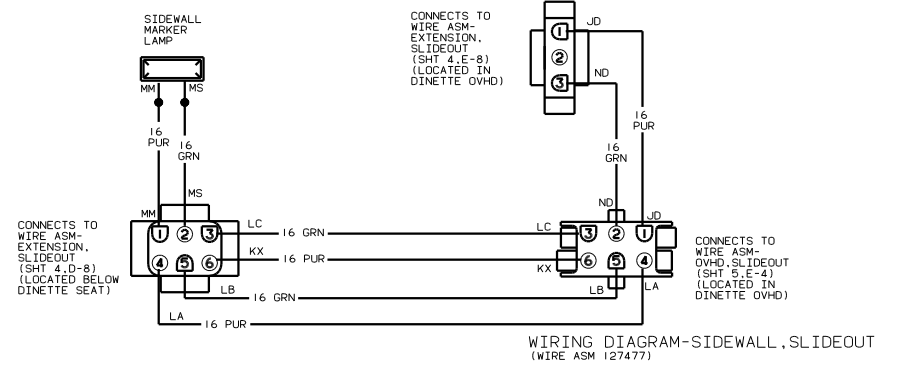 SIDEWALL
MARKER
LAMP
MM
MS
16
PUR
16
GRN
MS
MM
CONNECTS TO
WIRE ASM-
EXTENSION,
SLIDEOUT
(SHT 4,E-8)
(LOCATED IN
DINETTE OVHD)
1
2
3
JD
ND
16
PUR
16
GRN
ND
JD
CONNECTS TO
WIRE ASM-
EXTENSION,
SLIDEOUT
(SHT 4,D-8)
(LOCATED BELOW
DINETTE SEAT)
1 2 3
4 5 6
LC 16 GRN LC
KX 16 PUR KX
LB 16 GRN LB
LA 16 PUR LA
3 2 1
6 5 4
CONNECTS TO
WIRE ASM-
OVHD,SLIDEOUT
(SHT 5,E-4)
(LOCATED IN
DINETTE OVHD)
WIRING DIAGRAM-SIDEWALL,SLIDEOUT
(WIRE ASM 127477)